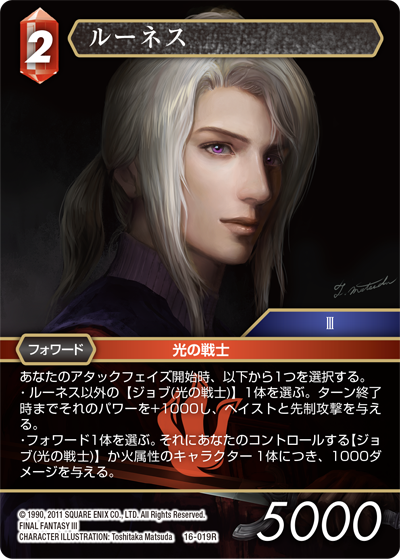 2
ルーネス
T. Matsuda
III
フォワード
光の戦士
あなたのアタックフェイズ開始時、以下から1つを選択する。
・ルーネス以外の【ジョブ(光の戦士)】1体を選ぶ。ターン終了
時までそれのパワーを+1000し、ヘイストと先制攻撃を与え
る。
・フォワード1体を選ぶ。それにあなたのコントロールする【ジョ
ブ(光の戦士)】か火属性のキャラクター 1体につき、1000ダ
メージを与える。
© 1990, 2011 SQUARE ENIX CO., LTD. All Rights Reserved.
FINAL FANTASY III
CHARACTER ILLUSTRATION: Toshitaka Matsuda
16-019R
5000